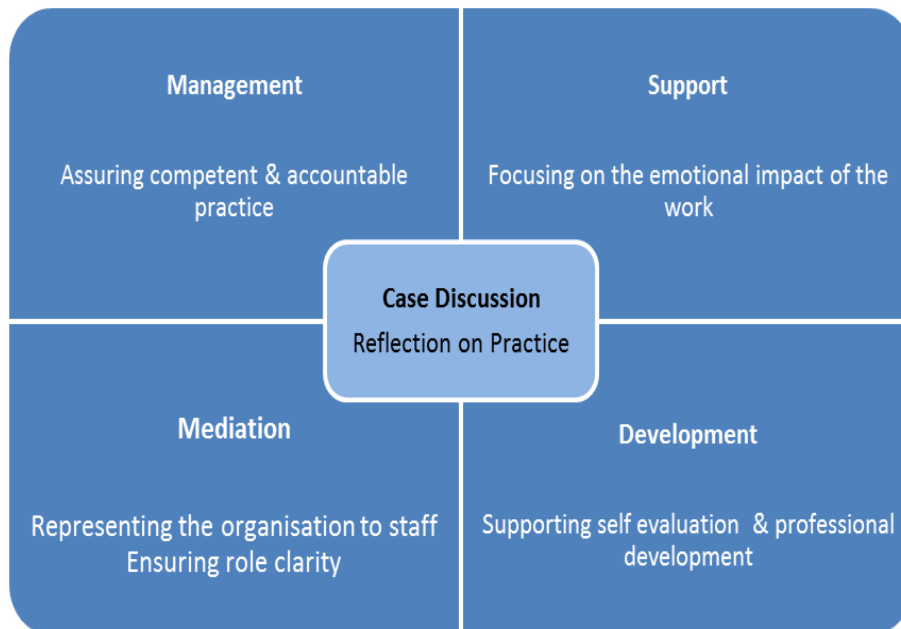 Management
Assuring competent & accountable
practice
Support
Focusing on the emotional impact of the
work
Case Discussion
Reflection on Practice
Mediation
Representing the organisation to staff
Ensuring role clarity
Development
Supporting self evaluation & professional
development